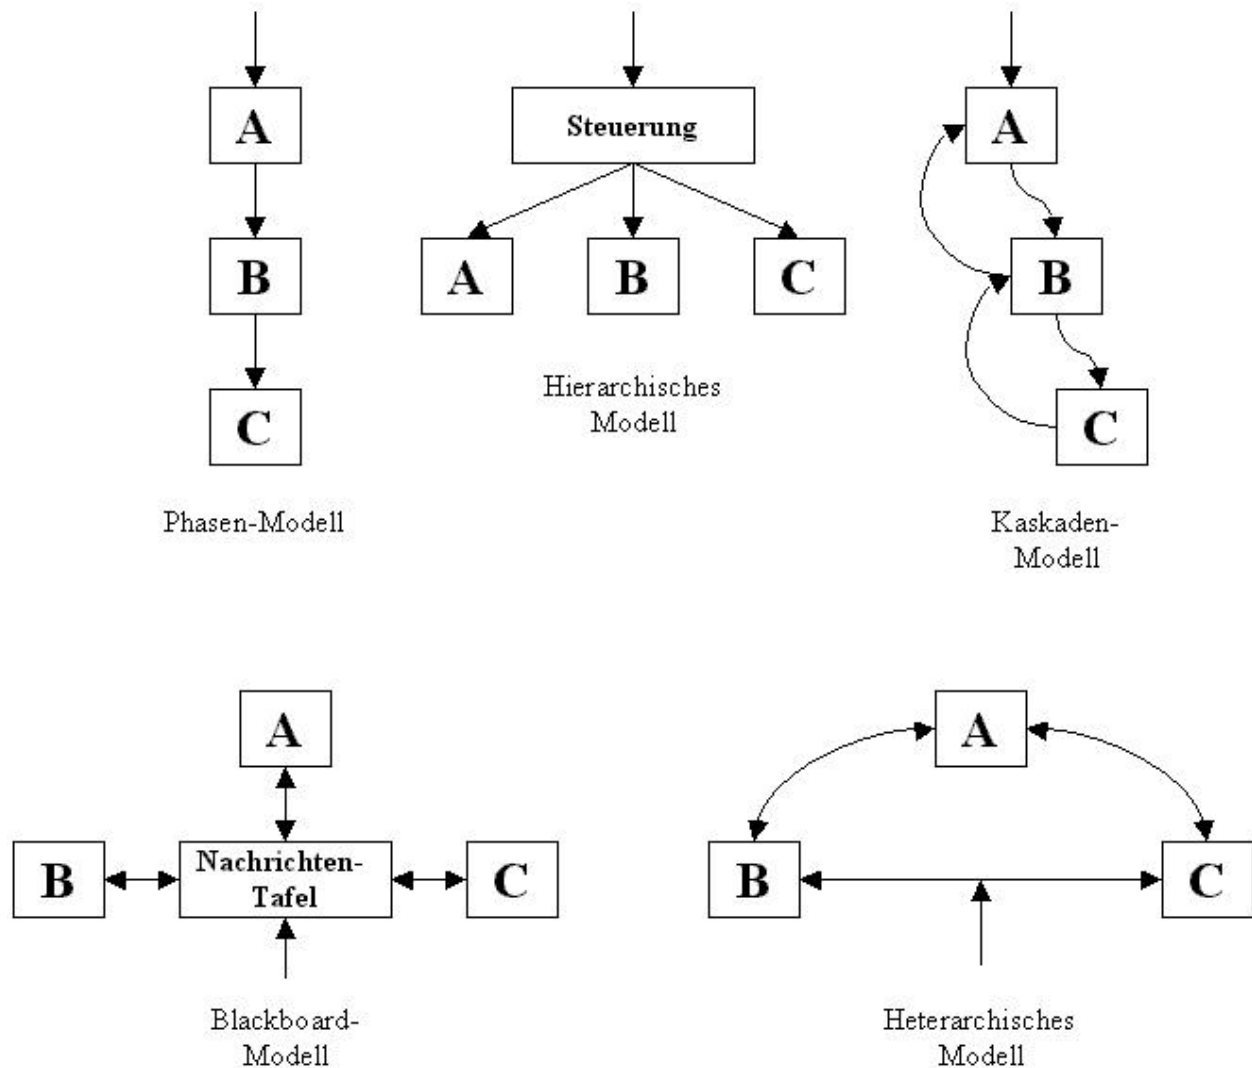 A
B
C
Phasen-Modell
Steuerung
A
B
C
Hierarchisches
Modell
A
B
C
Kaskaden-
Modell
A
B
Nachrichten-
Tafel
C
Blackboard-
Modell
A
B
C
Heterarchisches
Modell